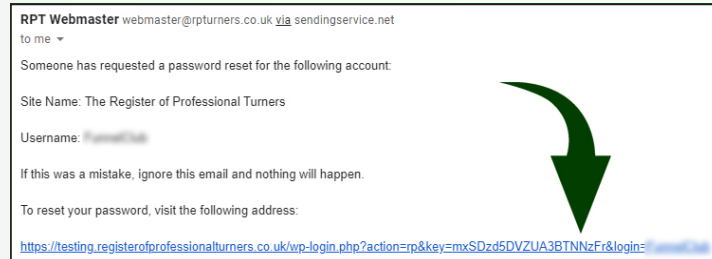 RPT Webmaster webmaster@rpturners.co.uk via sendingservice.net
to me
Someone has requested a password reset for the following account:
Site Name: The Register of Professional Turners
Username:
If this was a mistake, ignore this email and nothing will happen.
To reset your password, visit the following address:
https://testing.registerofprofessionalturners.co.uk/wp-login.php?action=rp&key=mxSDzd5DVZUA3BTNNzFr&login=